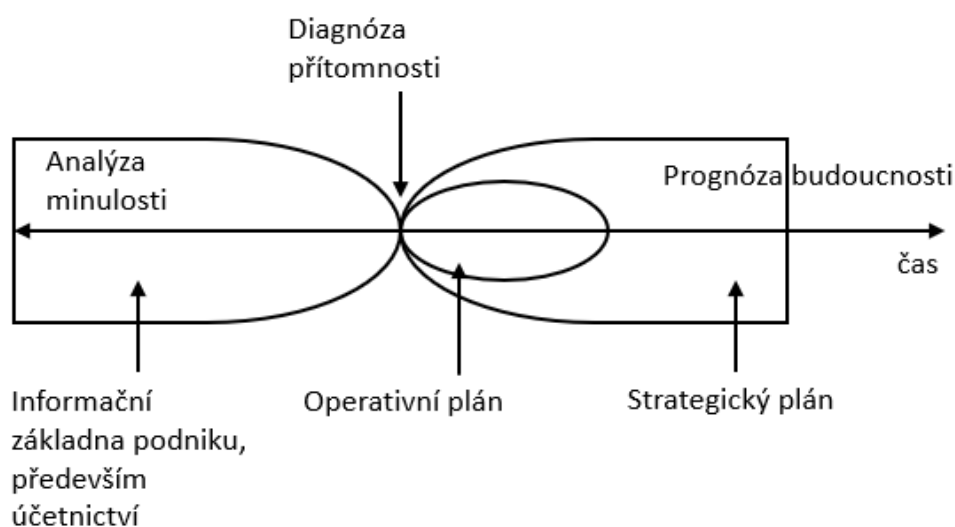 Diagnóza
přítomnosti
Analýza
minulosti
Prognóza budoucnosti
čas
Informační
základna podniku,
především
účetnictví
Operativní plán
Strategický plán